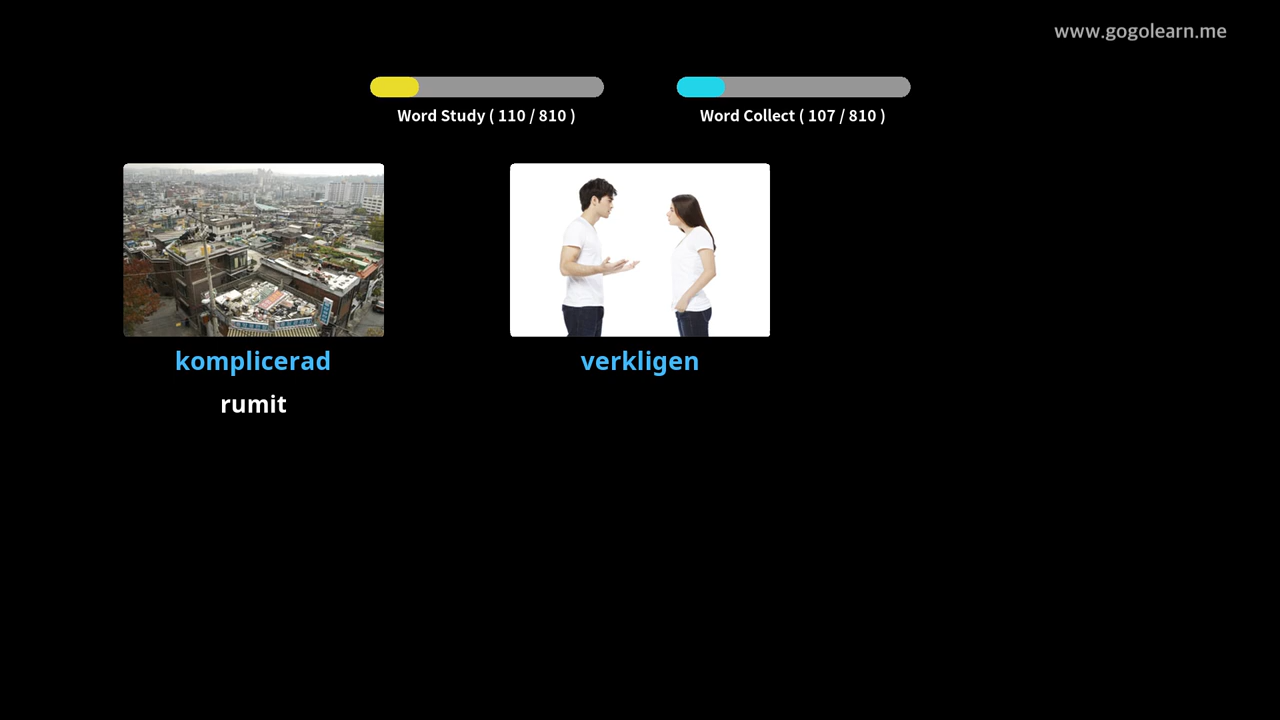 www.gogolearn.me
Word Study ( 110 / 810 )
Word Collect ( 107 / 810 )
komplicerad
verkligen
rumit